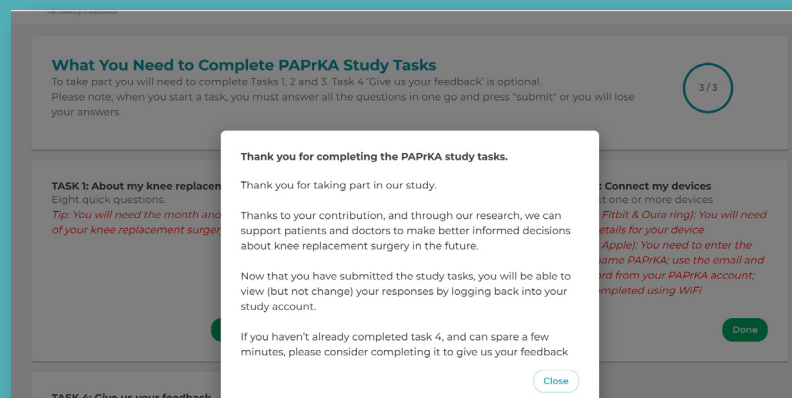 What You Need to Complete PAPrKA Study Tasks
To take part you will need to complete Tasks 1, 2 and 3. Task 4 'Give us your feedback' is optional.
Please note, when you start a task, you must answer all the questions in one go and press "submit" or you will lose
your answers
3 / 3
Thank you for completing the PAPrKA study tasks.
Thank you for taking part in our study.
Thanks to your contribution, and through our research, we can
support patients and doctors to make better informed decisions
about knee replacement surgery in the future.
Now that you have submitted the study tasks, you will be able to
view (but not change) your responses by logging back into your
study account.
If you haven't already completed task 4, and can spare a few
minutes, please consider completing it to give us your feedback
Close
TASK 1: About my knee replacen
Eight quick questions.
Tip: You will need the month and
of your knee replacement surger
: Connect my devices
ct one or more devices
Fitbit & Oura ring): You will need
etails for your device
Apple): You need to enter the
name PAPrKA; use the email and
ord from your PAPrKA account;
mpleted using WiFi
Done
TASK 4: Give us your feedback